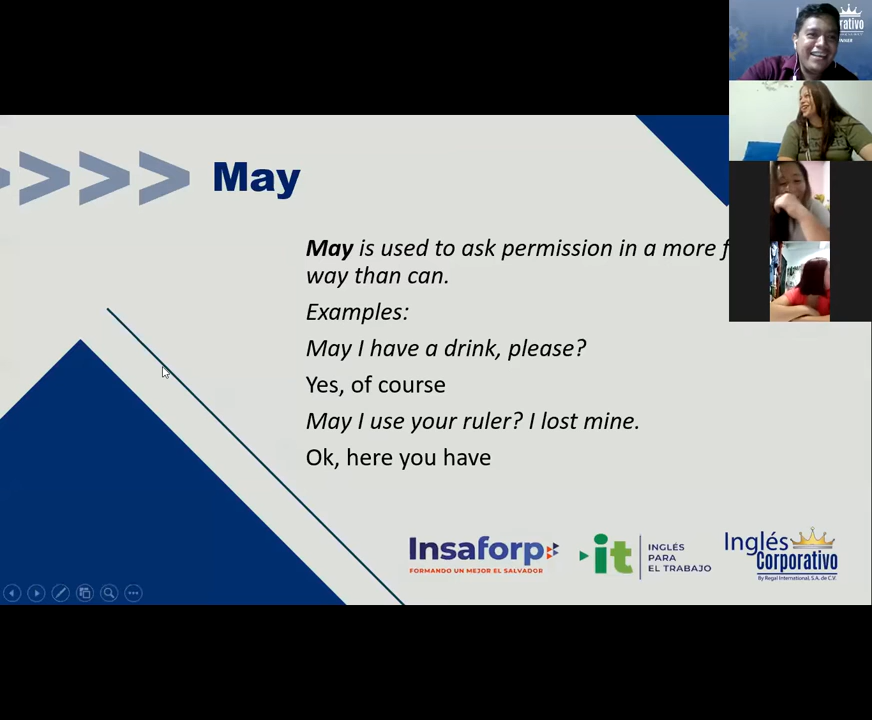 rativo
>>>> May
May is used to ask permission in a more
way than can.
Examples:
May I have a drink, please?
Yes, of course
May I use your ruler? I lost mine.
Ok, here you have
Insaforp
FORMANDO UN MEJOR EL SALVADOR
it
INGLÉS
PARA
EL TRABAJO
Inglés
Corporativo
By Regal International, S.A. de C.V.